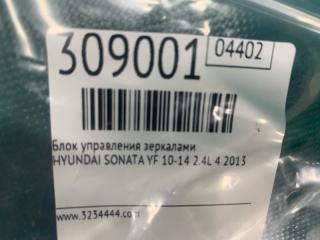 309001
04402
Блок управления зеркалами
HYUNDAI SONATA YF 10-14 2.4L 4 2013
www.3234444.com